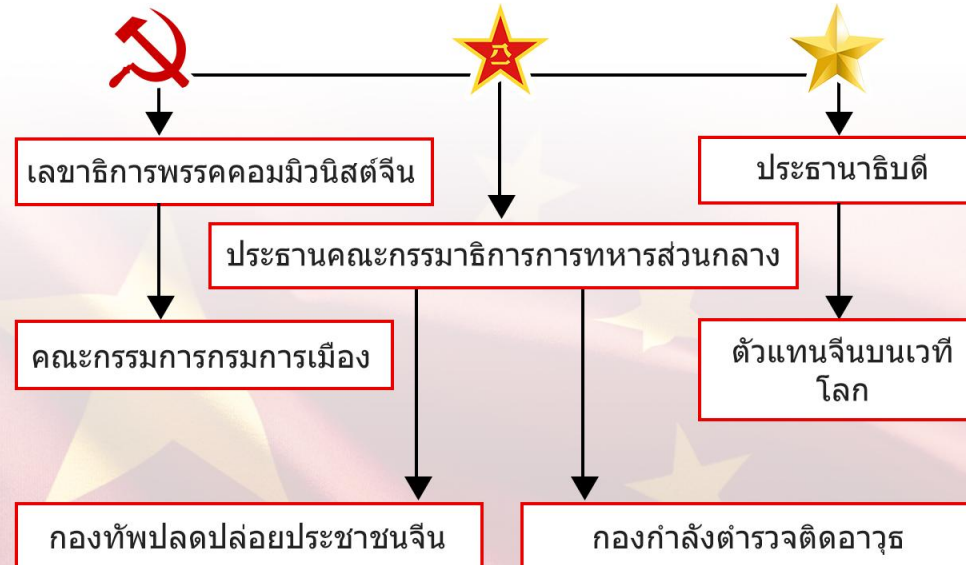 八一
เลขาธิการพรรคคอมมิวนิสต์จีน
ประธานาธิบดี
ประธานคณะกรรมาธิการการทหารส่วนกลาง
คณะกรรมการกรมการเมือง
ตัวแทนจีนบนเวที
โลก
กองทัพปลดปล่อยประชาชนจีน
กองกำลังตำรวจติดอาวุธ